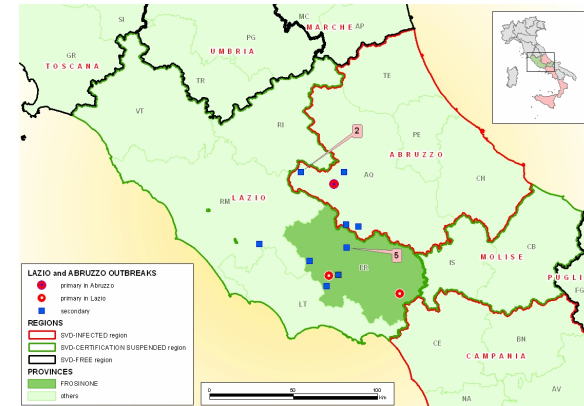 SI
PG
MC
AP
MARCHE
GR
UMBRIA
TOSCANA
TR
TE
VT
RI
2
PE
ABRUZZO
AQ
CH
RM
LAZIO
5
FR
CB
IS
MOLISE
PUGLI
FG
LT
CE
BN
CAMPANIA
NA
AV
LAZIO and ABRUZZO OUTBREAKS
primary in Abruzzo
primary in Lazio
secondary
REGIONS
SVD-INFECTED region
SVD-CERTIFICATION SUSPENDED region
SVD-FREE region
PROVINCES
FROSINONE
others
0 50 100
Km